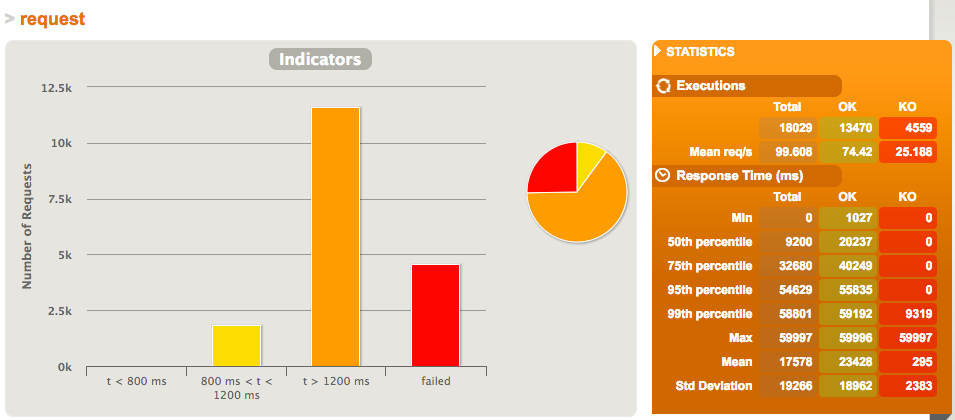 > request
Indicators
Number of Requests
12.5k
10k
7.5k
5k
2.5k
0k
t < 800 ms
800 ms < t <
1200 ms
t > 1200 ms
failed
STATISTICS
Executions
Total OK KO
18029 13470 4559
Mean req/s 99.608 74.42 25.188
Response Time (ms)
Total OK KO
Min 0 1027 0
50th percentile 9200 20237 0
75th percentile 32680 40249 0
95th percentile 54629 55835 0
99th percentile 58801 59192 9319
Max 59997 59996 59997
Mean 17578 23428 295
Std Deviation 19266 18962 2383